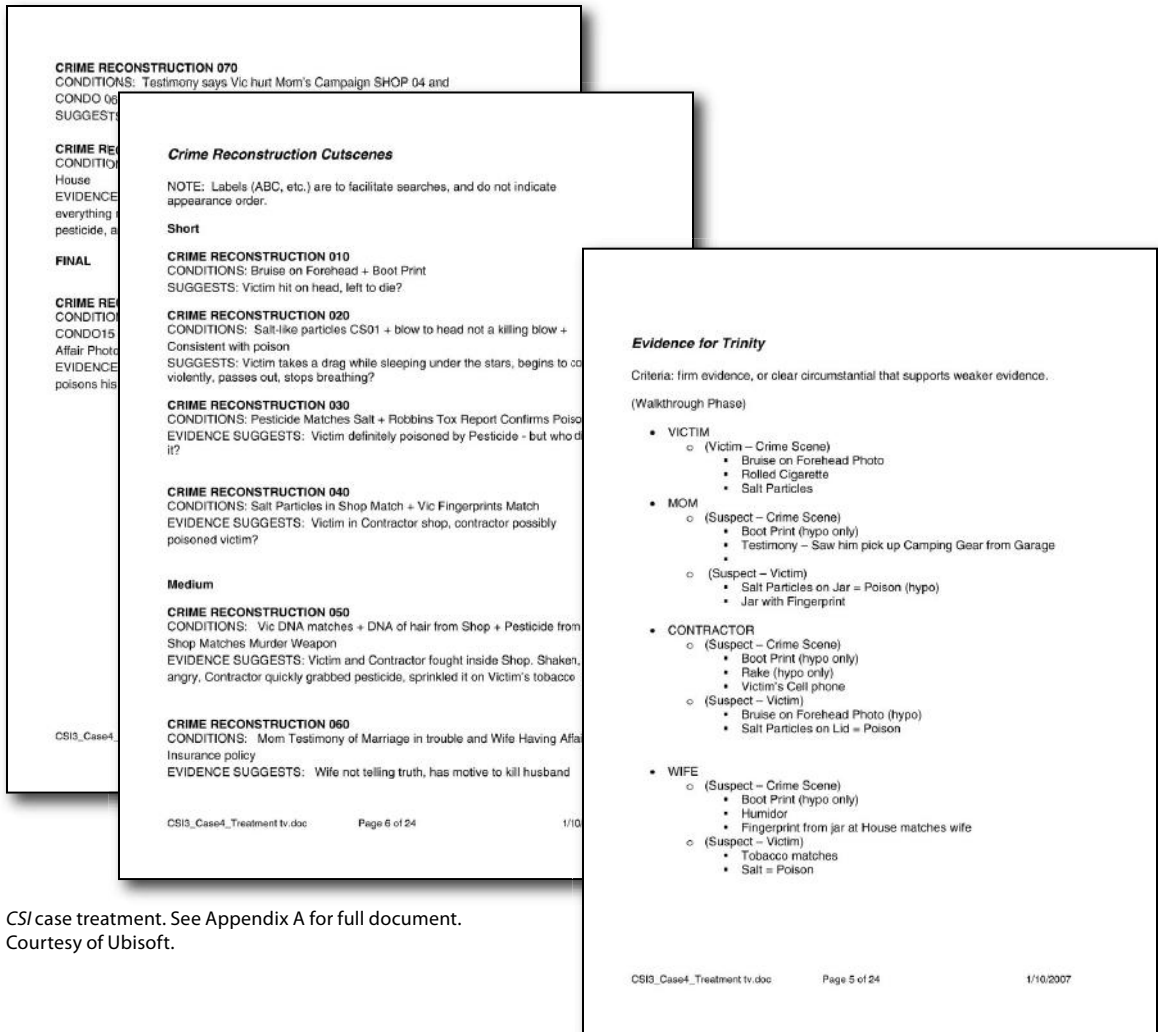 CRIME RECONSTRUCTION 070
CONDITIONS: Testimony says Vic hurt Mom's Campaign SHOP 04 and
CONDO 06
SUGGESTS
CRIME
CONDITION
House
EVIDENCE
everything
pesticide, a
FINAL
CRIME
CONDITION
CONDO15
Affair Photo
EVIDENCE
poisons his
CSI3_Case4_
Crime Reconstruction Cutscenes
NOTE: Labels (ABC, etc.) are to facilitate searches, and do not indicate
appearance order.
Short
CRIME RECONSTRUCTION 010
CONDITIONS: Bruise on Forehead + Boot Print
SUGGESTS: Victim hit on head, left to die?
CRIME RECONSTRUCTION 020
CONDITIONS: Salt-like particles CS01 + blow to head not a killing blow +
Consistent with poison
SUGGESTS: Victim takes a drag while sleeping under the stars, begins to co
violently, passes out, stops breathing?
CRIME RECONSTRUCTION 030
CONDITIONS: Pesticide Matches Salt + Robbins Tox Report Confirms Poiso
EVIDENCE SUGGESTS: Victim definitely poisoned by Pesticide - but who di
it?
CRIME RECONSTRUCTION 040
CONDITIONS: Salt Particles in Shop Match + Vic Fingerprints Match
EVIDENCE SUGGESTS: Victim in Contractor shop, contractor possibly
poisoned victim?
Medium
CRIME RECONSTRUCTION 050
CONDITIONS: Vic DNA matches + DNA of hair from Shop + Pesticide from
Shop Matches Murder Weapon
EVIDENCE SUGGESTS: Victim and Contractor fought inside Shop. Shaken,
angry, Contractor quickly grabbed pesticide, sprinkled it on Victim's tobacco
CRIME RECONSTRUCTION 060
CONDITIONS: Mom Testimony of Marriage in trouble and Wife Having Affai
Insurance policy
EVIDENCE SUGGESTS: Wife not telling truth, has motive to kill husband
CSI3_Case4_Treatment tv.doc Page 6 of 24 1/10/
Evidence for Trinity
Criteria: firm evidence, or clear circumstantial that supports weaker evidence.
(Walkthrough Phase)
• VICTIM
o (Victim – Crime Scene)
▪ Bruise on Forehead Photo
▪ Rolled Cigarette
▪ Salt Particles
• MOM
o (Suspect – Crime Scene)
▪ Boot Print (hypo only)
▪ Testimony – Saw him pick up Camping Gear from Garage
▪
o (Suspect – Victim)
▪ Salt Particles on Jar = Poison (hypo)
▪ Jar with Fingerprint
• CONTRACTOR
o (Suspect – Crime Scene)
▪ Boot Print (hypo only)
▪ Rake (hypo only)
▪ Victim's Cell phone
o (Suspect – Victim)
▪ Bruise on Forehead Photo (hypo)
▪ Salt Particles on Lid = Poison
• WIFE
o (Suspect – Crime Scene)
▪ Boot Print (hypo only)
▪ Humidor
▪ Fingerprint from jar at House matches wife
o (Suspect – Victim)
▪ Tobacco matches
▪ Salt = Poison
CSI3_Case4_Treatment tv.doc Page 5 of 24 1/10/2007
CSI case treatment. See Appendix A for full document.
Courtesy of Ubisoft.